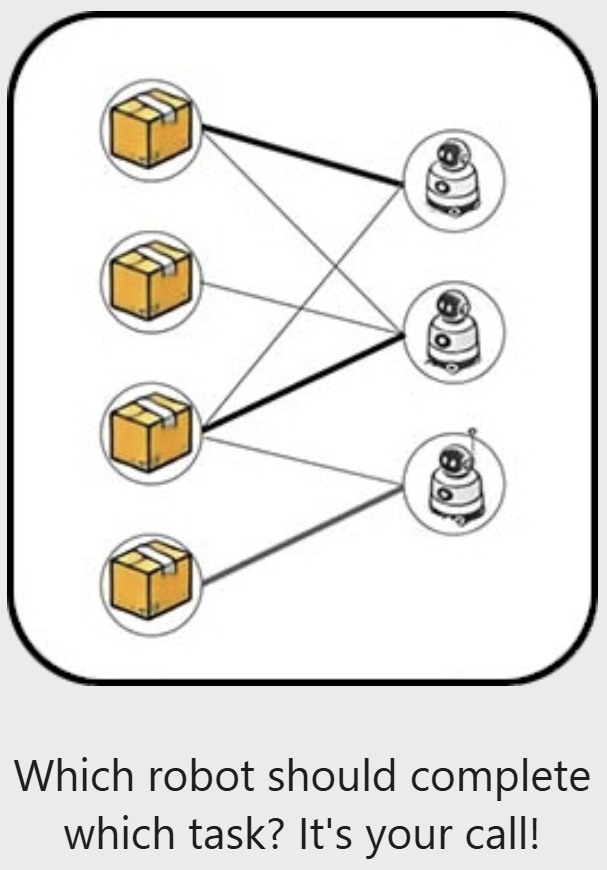 Which robot should complete
which task? It's your call!